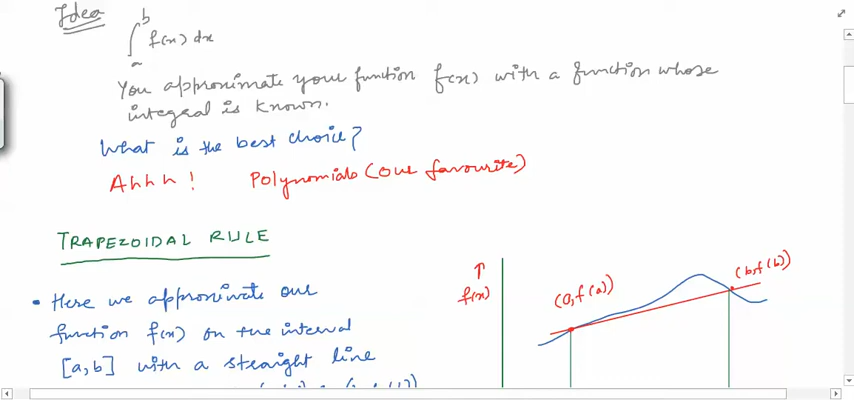 Idea
∫ₐᵇ f(x) dx
You approximate your function f(x) with a function whose
integral is known.
What is the best choice?
Ahhh ! Polynomials (Our favourite)
TRAPEZOIDAL RULE
• Here we approximate our
function f(x) on the interval
[a,b] with a straight line
↑
f(x)
(a, f(a))
(b, f(b))